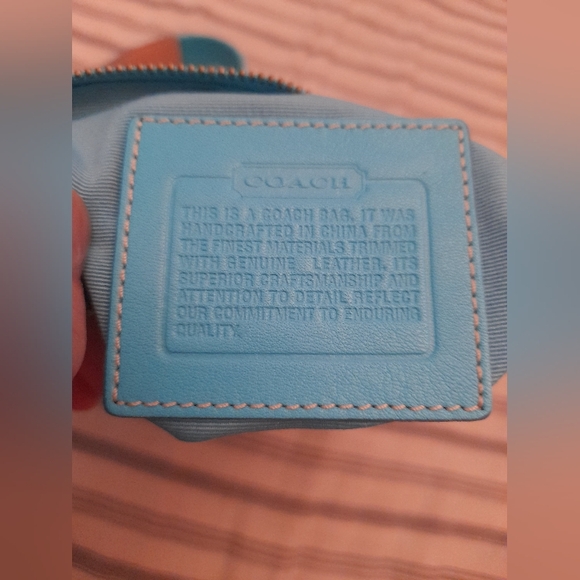 COACH
THIS IS A COACH BAG. IT WAS
HANDCRAFTED IN CHINA FROM
THE FINEST MATERIALS TRIMMED
WITH GENUINE LEATHER. ITS
SUPERIOR CRAFTSMANSHIP AND
ATTENTION TO DETAIL REFLECT
OUR COMMITMENT TO ENDURING
QUALITY.